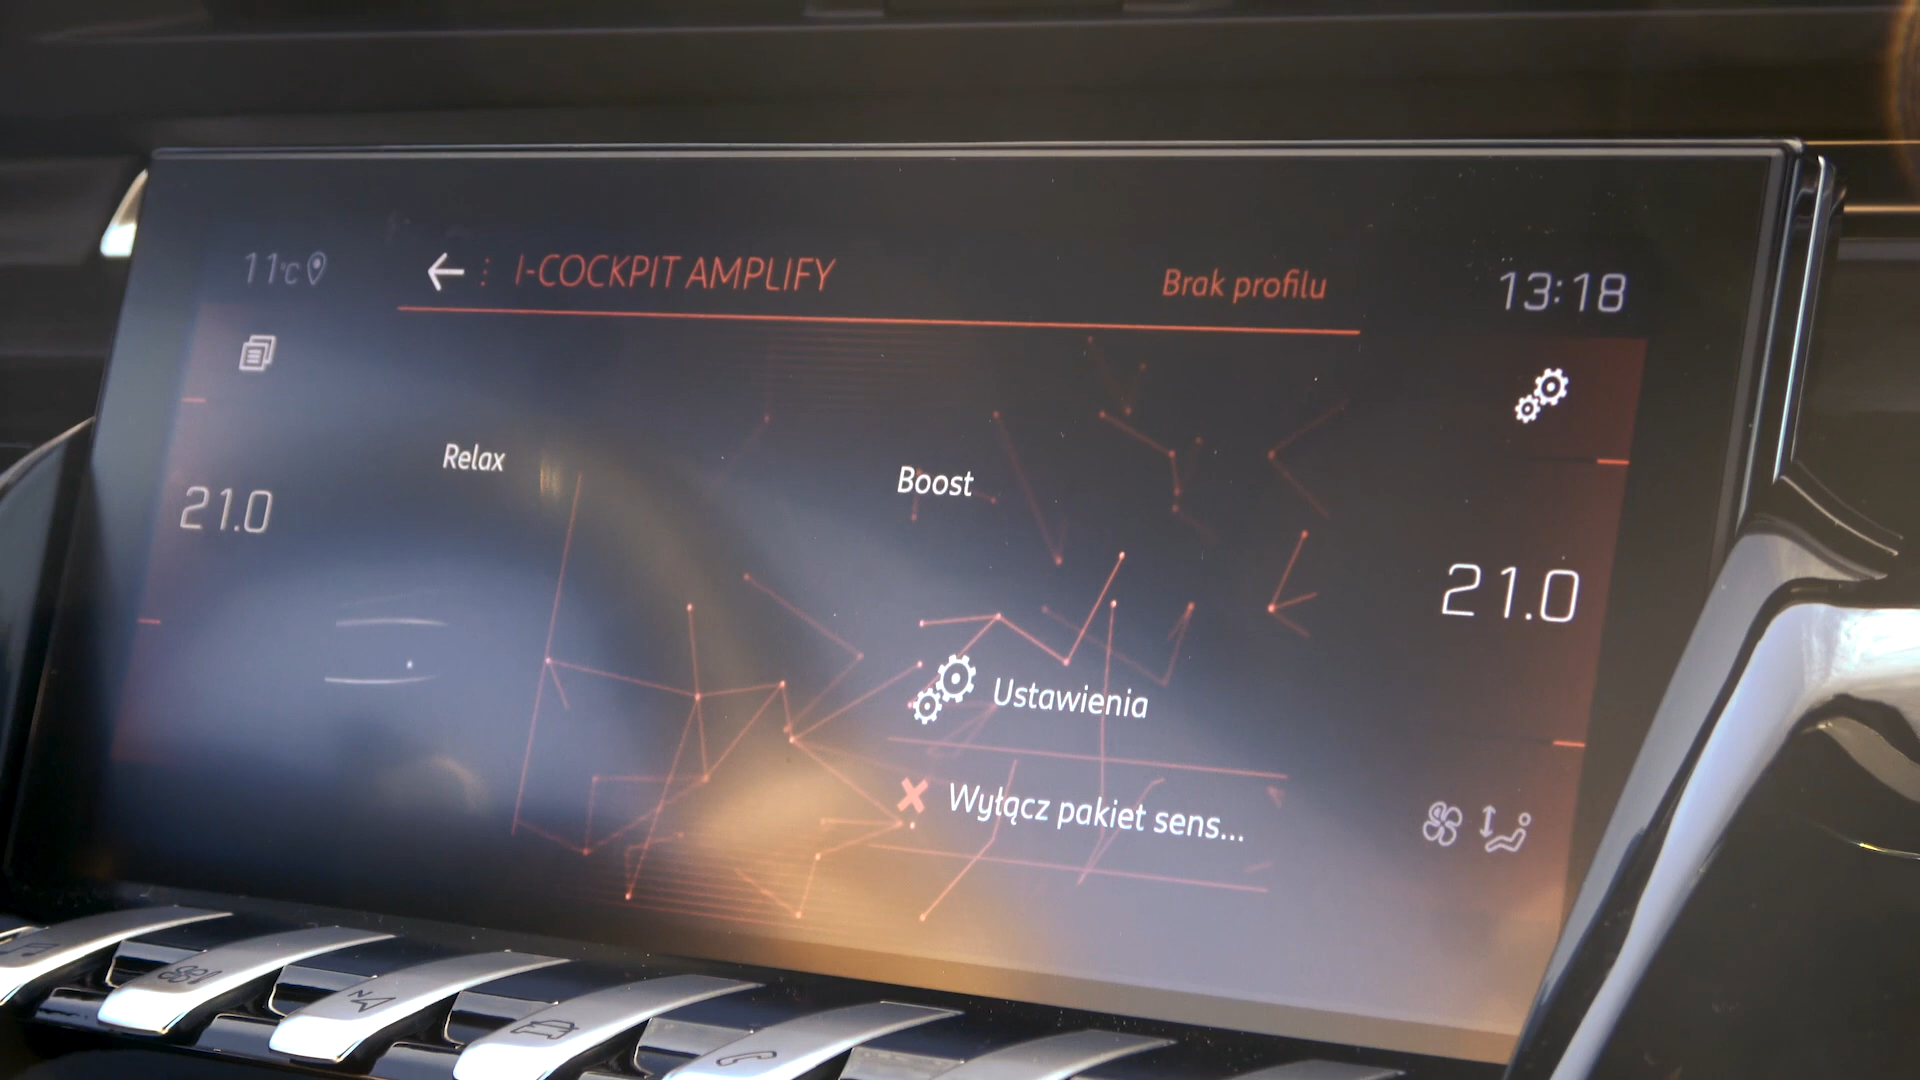 11°C
I-COCKPIT AMPLIFY
Brak profilu
13:18
Relax
Boost
21.0
21.0
Ustawienia
Wyłącz pakiet sens...
N